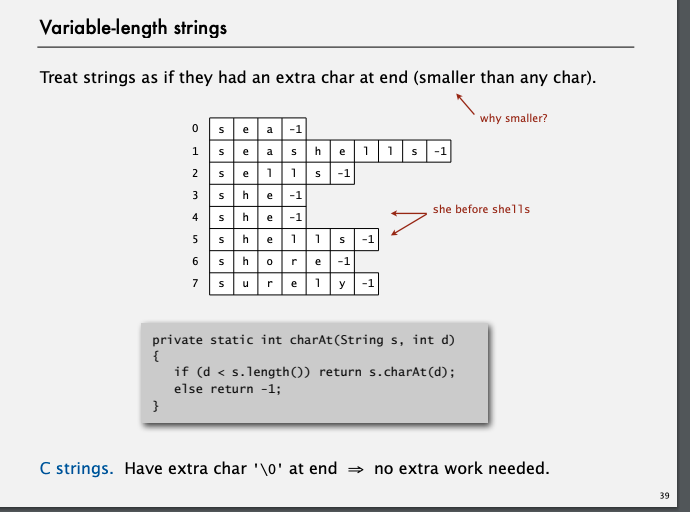 Variable-length strings
Treat strings as if they had an extra char at end (smaller than any char).
why smaller?
0 s e a -1
1 s e a s h e l l s -1
2 s e l l s -1
3 s h e -1
4 s h e -1
she before shells
5 s h e l l s -1
6 s h o r e -1
7 s u r e l y -1
private static int charAt(String s, int d)
{
if (d < s.length()) return s.charAt(d);
else return -1;
}
C strings. Have extra char '\0' at end ⇒ no extra work needed.
39